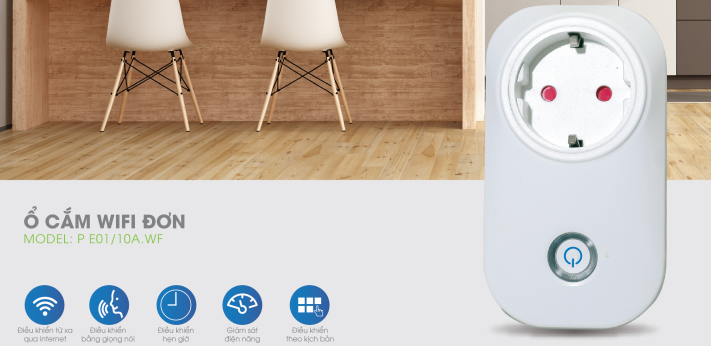 Ổ CẮM WIFI ĐƠN
MODEL: P E01/10A.WF
Điều khiển từ xa
qua internet
Điều khiển
bằng giọng nói
Điều khiển
hẹn giờ
Giám sát
điện năng
Điều khiển
theo kịch bản